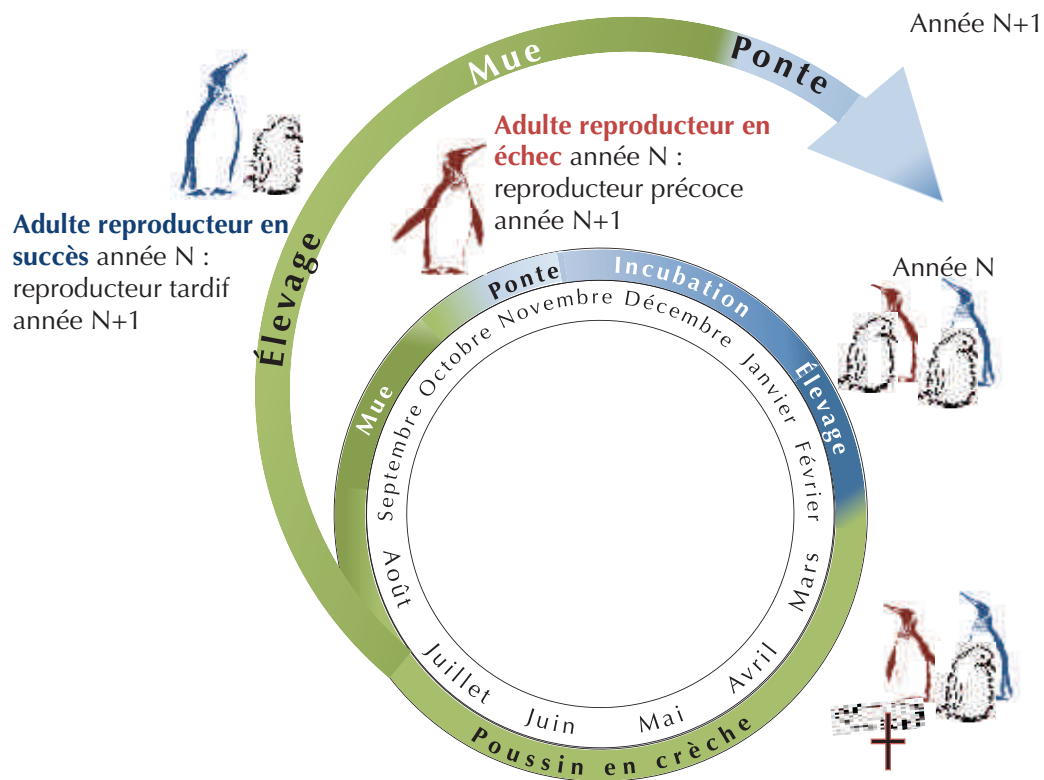 Année N+1
Mue
Ponte
Adulte reproducteur en
échec année N :
reproducteur précoce
année N+1
Adulte reproducteur en
succès année N :
reproducteur tardif
année N+1
Élevage
Année N
Ponte
Incubation
Élevage
Mue
Poussin en crèche
Janvier
Février
Mars
Avril
Mai
Juin
Juillet
Août
Septembre
Octobre
Novembre
Décembre